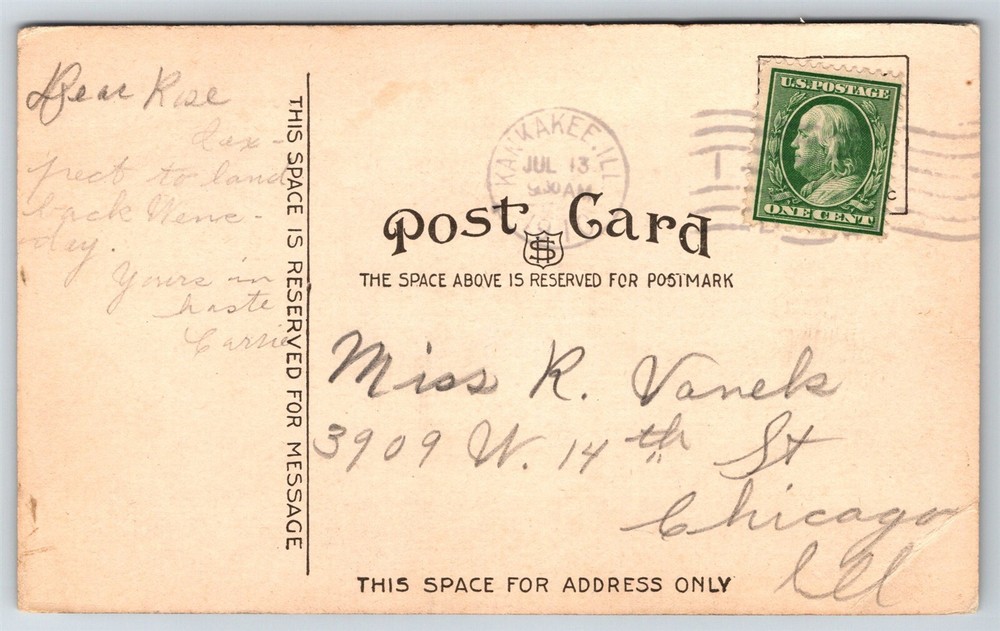 Dear Rose
I ex-
pect to land
back Wene-
day.
Yours in
haste
Carrie
THIS SPACE IS RESERVED FOR MESSAGE
KANKAKEE, ILL
JUL 13
9:30 AM
U.S. POSTAGE
ONE CENT
Post Card
THE SPACE ABOVE IS RESERVED FOR POSTMARK
Miss R. Vanek
3909 W. 14th St
Chicago
Ill
THIS SPACE FOR ADDRESS ONLY